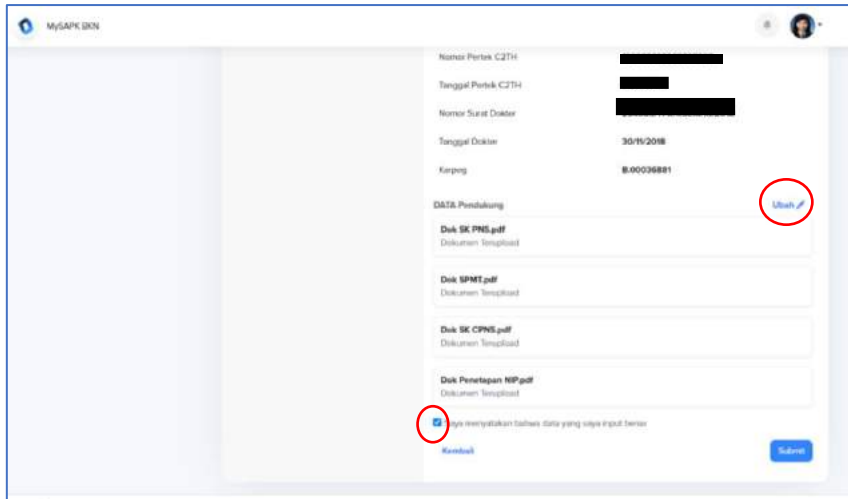 MySAPK BKN
Nomor Pertek C2TH
Tanggal Pertek C2TH
Nomor Surat Dokter
Tanggal Dokter 30/11/2018
Karpeg B.00036881
DATA Pendukung Ubah
Dok SK PNS.pdf
Dokumen Terupload
Dok SPMT.pdf
Dokumen Terupload
Dok SK CPNS.pdf
Dokumen Terupload
Dok Penetapan NIP.pdf
Dokumen Terupload
Saya menyatakan bahwa data yang saya input benar
Kembali Submit